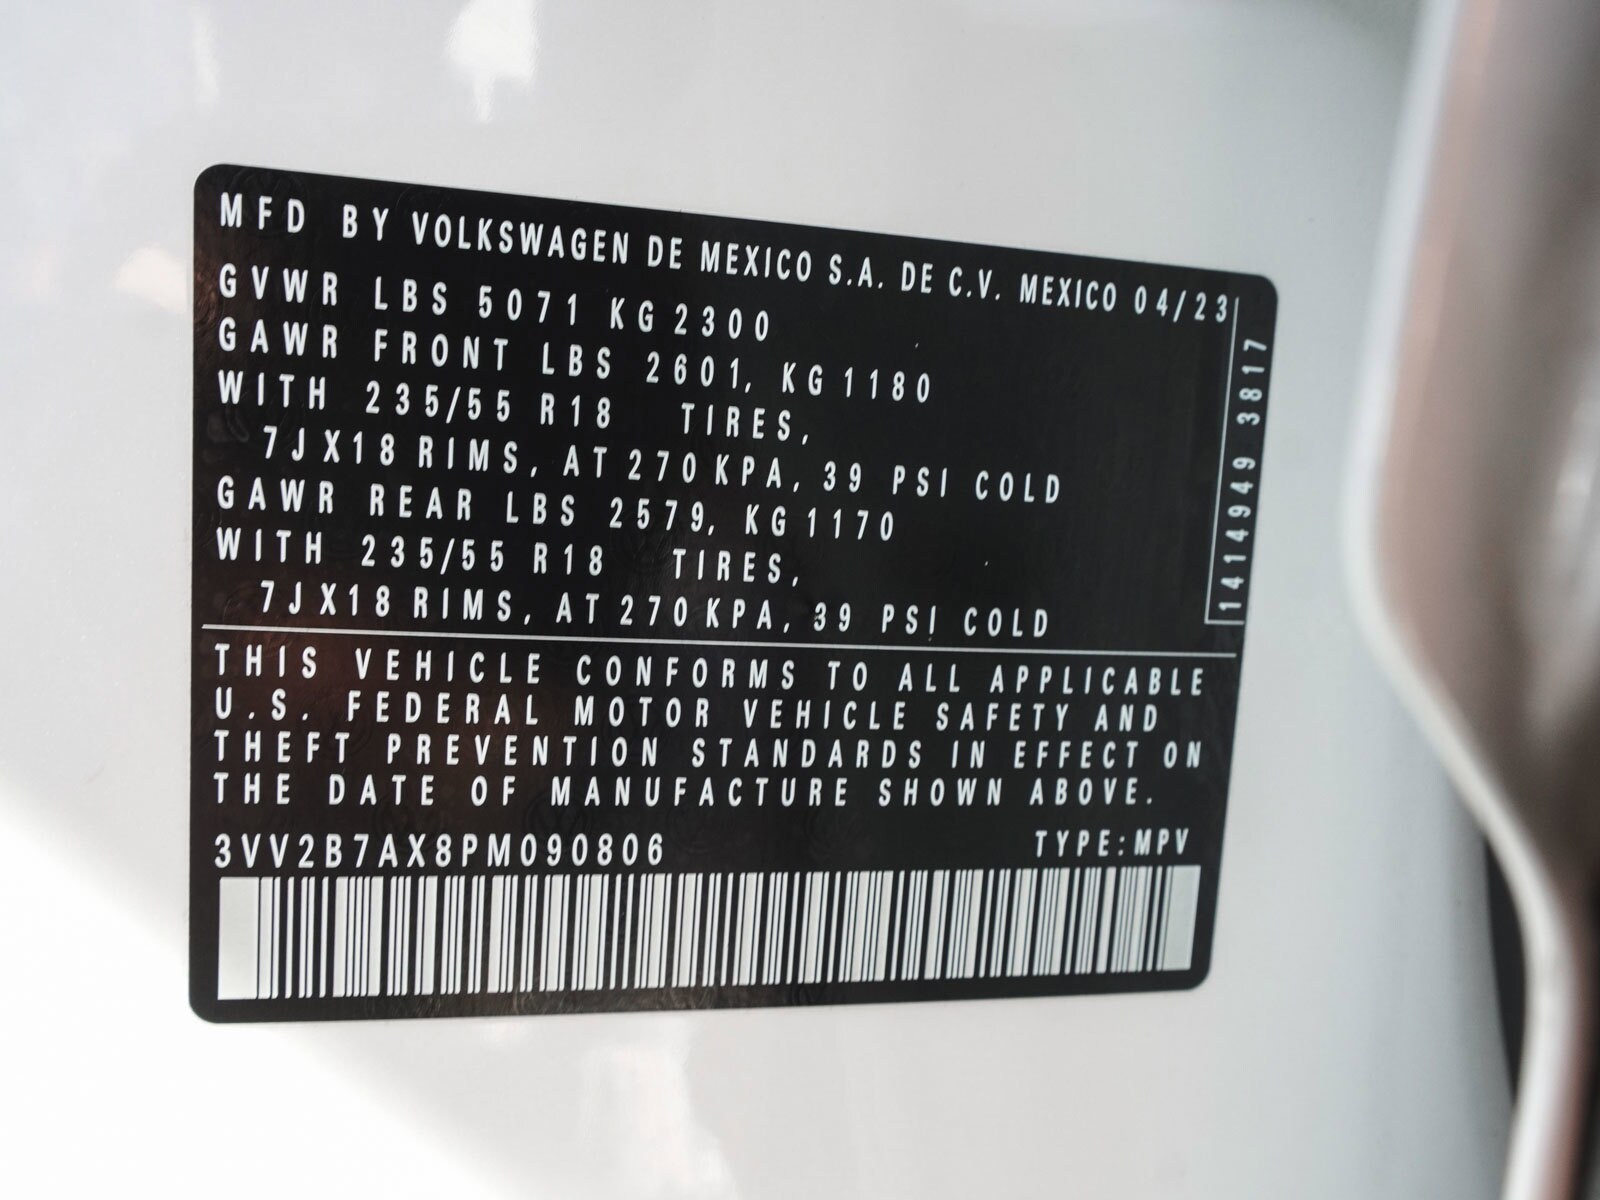 MFD BY VOLKSWAGEN DE MEXICO S.A. DE C.V. MEXICO 04/23
GVWR LBS 5071 KG 2300
GAWR FRONT LBS 2601, KG 1180
WITH 235/55 R18 TIRES,
7J X18 RIMS, AT 270 KPA, 39 PSI COLD
GAWR REAR LBS 2579, KG 1170
WITH 235/55 R18 TIRES,
7J X18 RIMS, AT 270 KPA, 39 PSI COLD
1414949 3817
THIS VEHICLE CONFORMS TO ALL APPLICABLE
U.S. FEDERAL MOTOR VEHICLE SAFETY AND
THEFT PREVENTION STANDARDS IN EFFECT ON
THE DATE OF MANUFACTURE SHOWN ABOVE.
3VV2B7AX8PM090806 TYPE:MPV